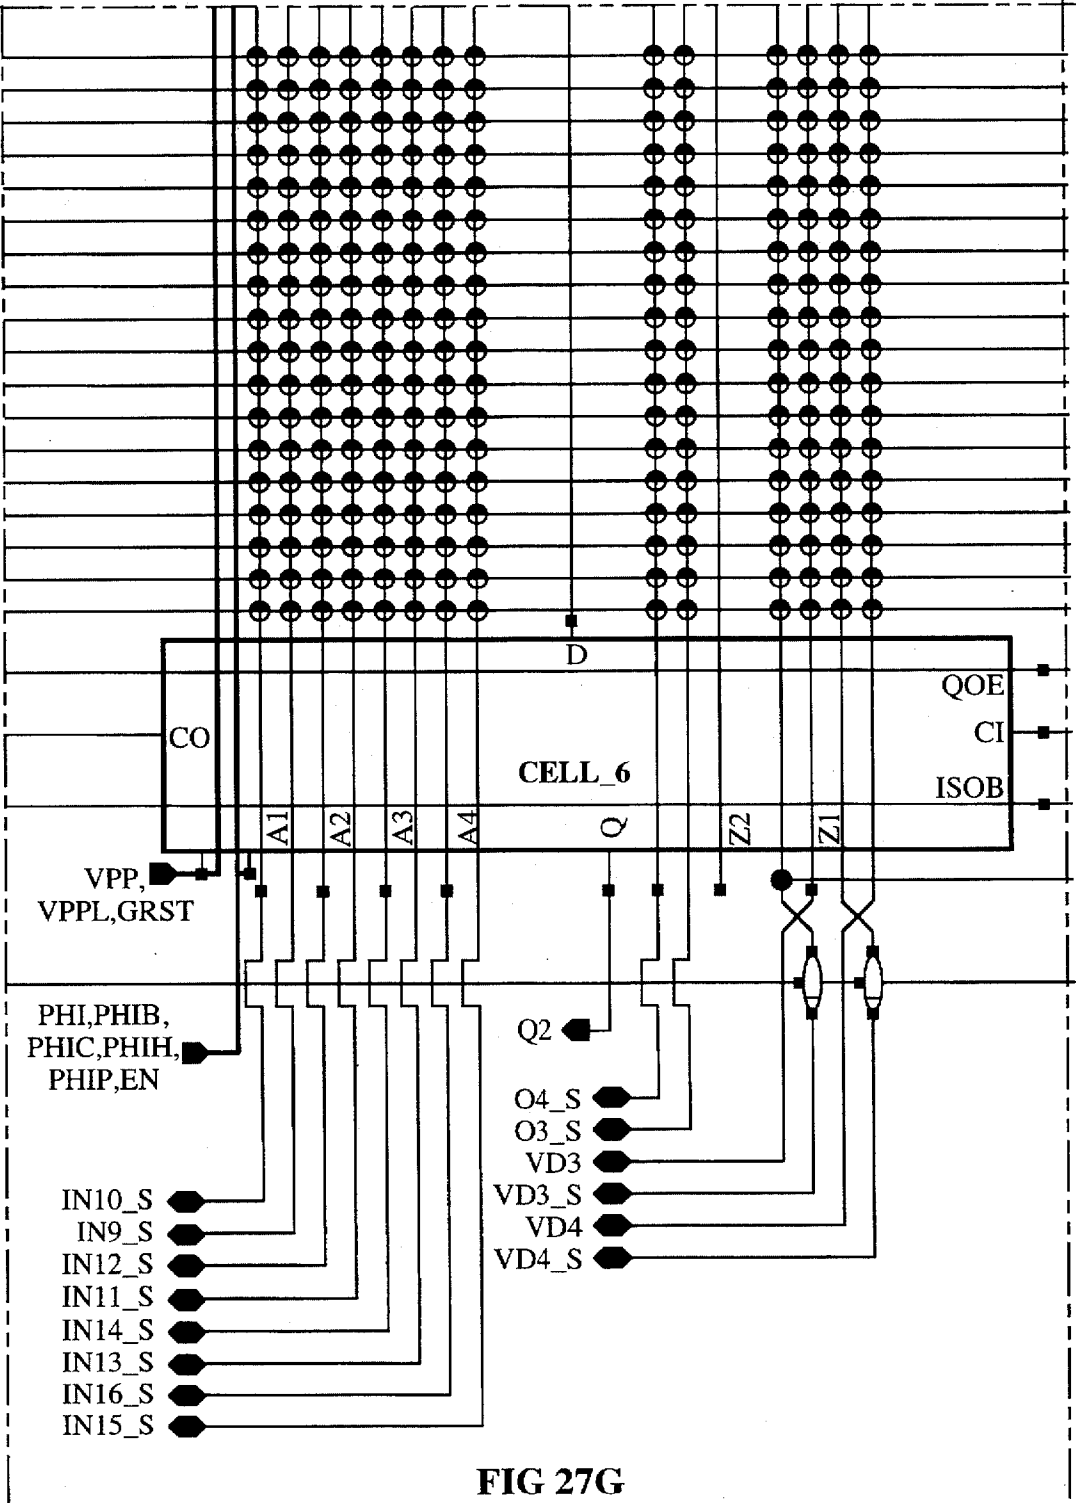 D
QOE
CO
CI
CELL_6
ISOB
A1
A2
A3
A4
Q
Z2
Z1
VPP,
VPPL,GRST
PHI,PHIB,
PHIC,PHIH,
PHIP,EN
Q2
O4_S
O3_S
VD3
VD3_S
VD4
VD4_S
IN10_S
IN9_S
IN12_S
IN11_S
IN14_S
IN13_S
IN16_S
IN15_S
FIG 27G